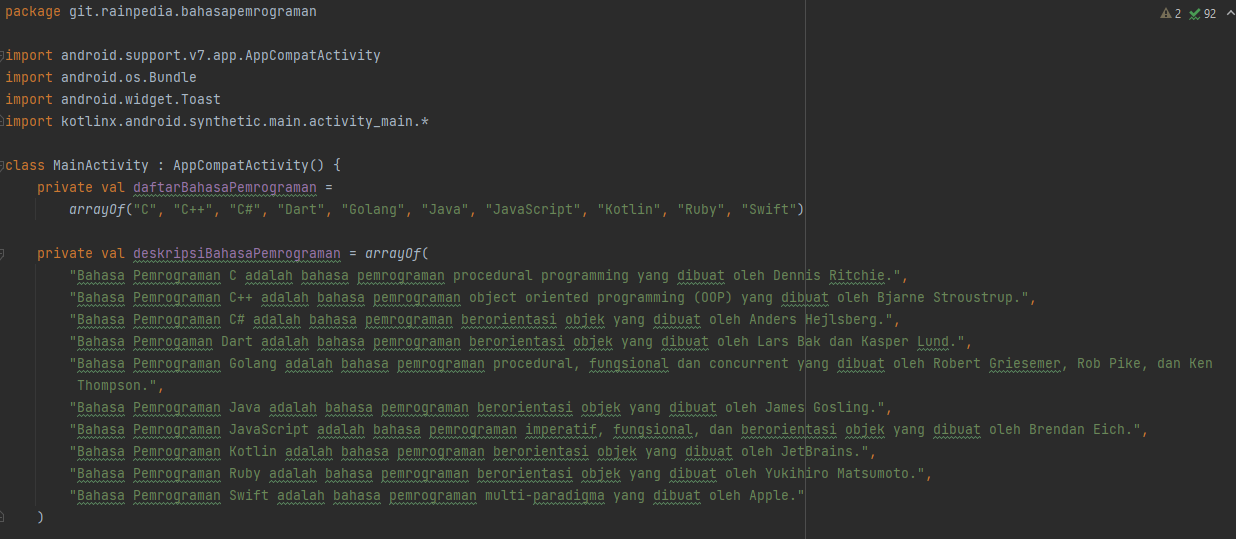 package git.rainpedia.bahasapemrograman
2 92
import android.support.v7.app.AppCompatActivity
import android.os.Bundle
import android.widget.Toast
import kotlinx.android.synthetic.main.activity_main.*
class MainActivity : AppCompatActivity() {
private val daftarBahasaPemrograman =
arrayOf("C", "C++", "C#", "Dart", "Golang", "Java", "JavaScript", "Kotlin", "Ruby", "Swift")
private val deskripsiBahasaPemrograman = arrayOf(
"Bahasa Pemrograman C adalah bahasa pemrograman procedural programming yang dibuat oleh Dennis Ritchie.",
"Bahasa Pemrograman C++ adalah bahasa pemrograman object oriented programming (OOP) yang dibuat oleh Bjarne Stroustrup.",
"Bahasa Pemrograman C# adalah bahasa pemrograman berorientasi objek yang dibuat oleh Anders Hejlsberg.",
"Bahasa Pemrogaman Dart adalah bahasa pemrograman berorientasi objek yang dibuat oleh Lars Bak dan Kasper Lund.",
"Bahasa Pemrograman Golang adalah bahasa pemrograman procedural, fungsional dan concurrent yang dibuat oleh Robert Griesemer, Rob Pike, dan Ken
Thompson.",
"Bahasa Pemrograman Java adalah bahasa pemrograman berorientasi objek yang dibuat oleh James Gosling.",
"Bahasa Pemrograman JavaScript adalah bahasa pemrograman imperatif, fungsional, dan berorientasi objek yang dibuat oleh Brendan Eich.",
"Bahasa Pemrograman Kotlin adalah bahasa pemrograman berorientasi objek yang dibuat oleh JetBrains.",
"Bahasa Pemrograman Ruby adalah bahasa pemrograman berorientasi objek yang dibuat oleh Yukihiro Matsumoto.",
"Bahasa Pemrograman Swift adalah bahasa pemrograman multi-paradigma yang dibuat oleh Apple."
)